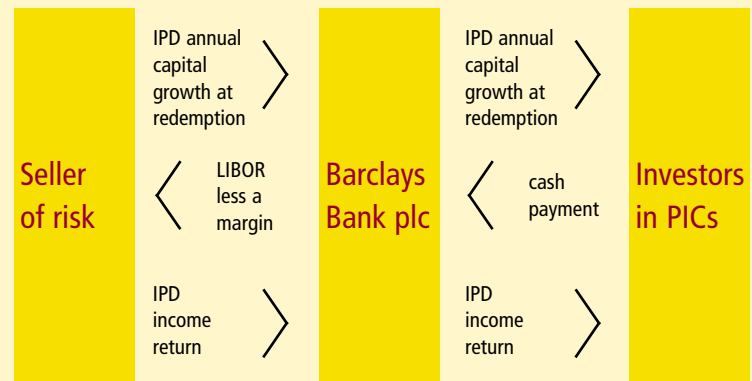 IPD annual
capital
growth at
redemption
IPD annual
capital
growth at
redemption
Seller
of risk
LIBOR
less a
margin
Barclays
Bank plc
cash
payment
Investors
in PICs
IPD
income
return
IPD
income
return